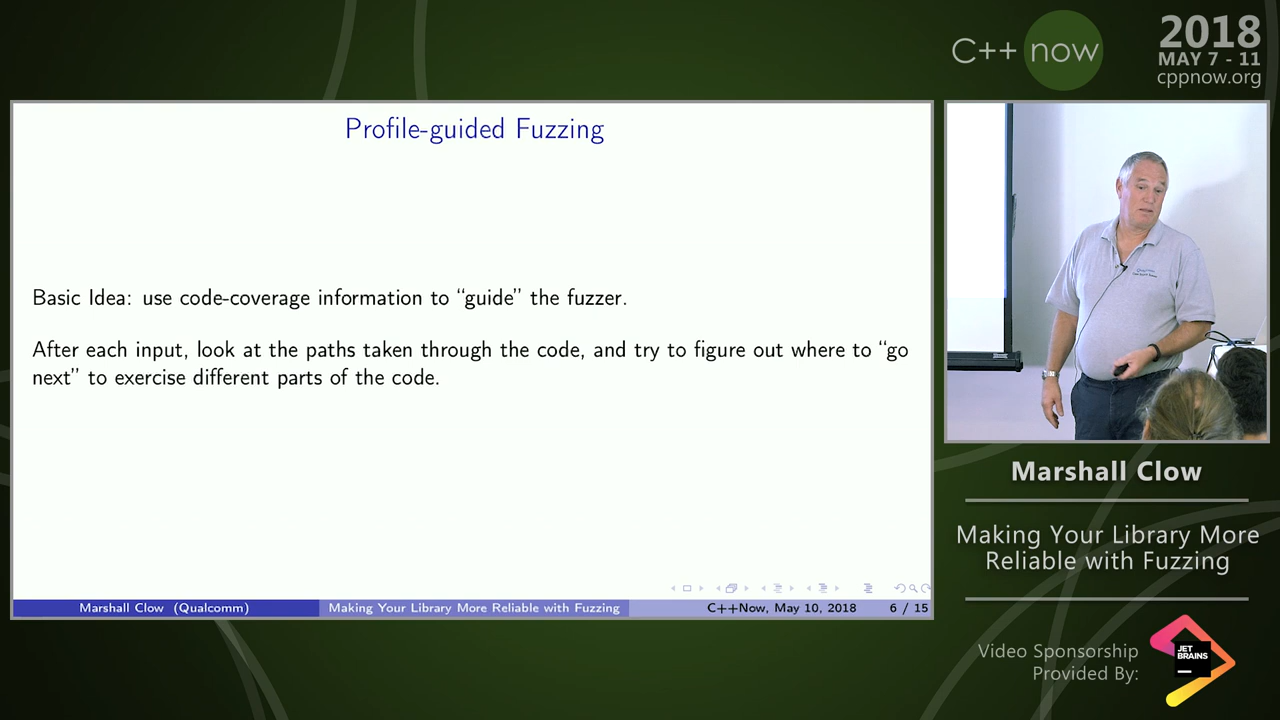 C++ now
2018
MAY 7 - 11
cppnow.org
Profile-guided Fuzzing
Basic Idea: use code-coverage information to “guide” the fuzzer.
After each input, look at the paths taken through the code, and try to figure out where to “go
next” to exercise different parts of the code.
Marshall Clow (Qualcomm)
Making Your Library More Reliable with Fuzzing
C++Now, May 10, 2018
6 / 15
Marshall Clow
Making Your Library More
Reliable with Fuzzing
Video Sponsorship
Provided By:
JET
BRAINS